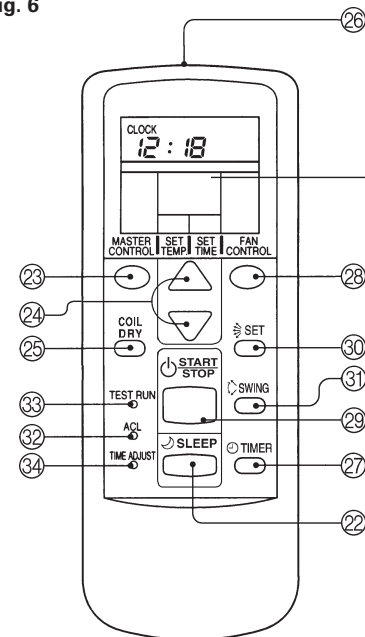 ug. 6
㉖
CLOCK
12:18
MASTER CONTROL SET TEMP. SET TIME FAN CONTROL
㉓
㉘
㉔
COIL DRY
㉕
SET
㉚
START STOP
SWING
㉛
TEST RUN
㉝
㉙
ACL
㉜
SLEEP
TIMER
TIME ADJUST
㉞
㉗
㉒